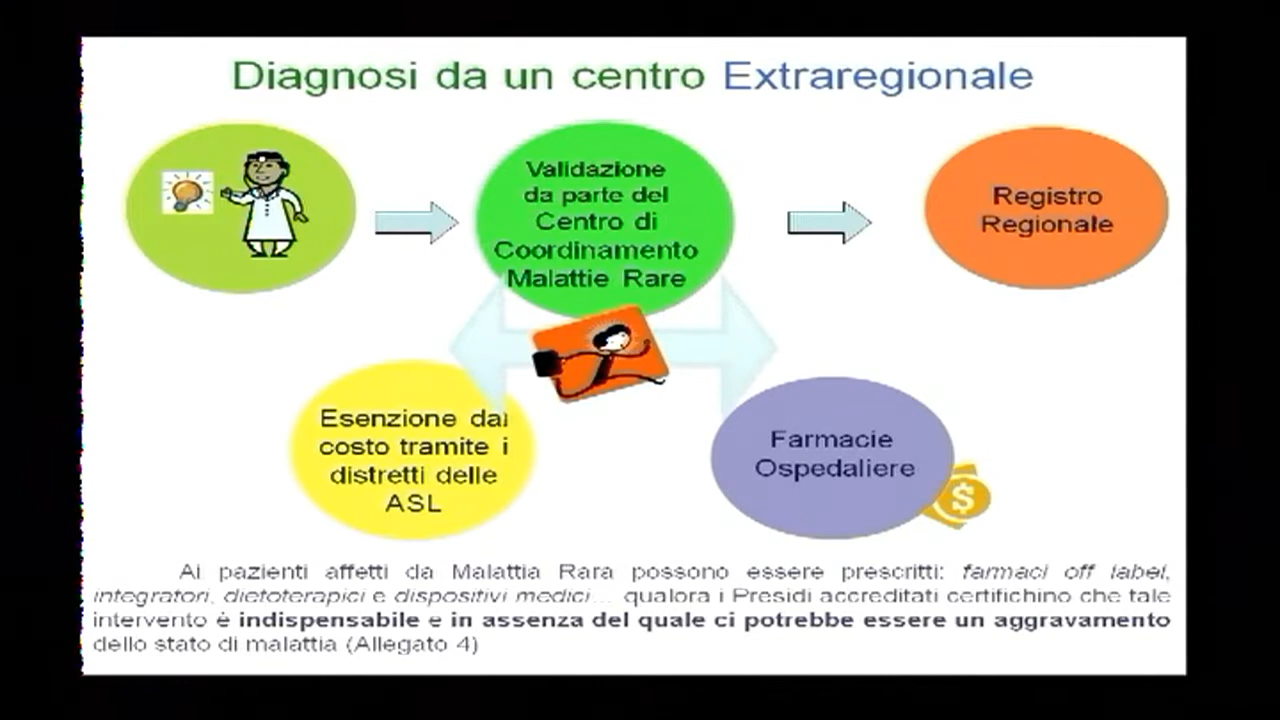 Diagnosi da un centro Extraregionale
Validazione
da parte del
Centro di
Coordinamento
Malattie Rare
Registro
Regionale
Esenzione dal
costo tramite i
distretti delle
ASL
Farmacie
Ospedaliere
$
Ai pazienti affetti da Malattia Rara possono essere prescritti: farmaci off label,
integratori, dietoterapici e dispositivi medici... qualora i Presidi accreditati certifichino che tale
intervento è indispensabile e in assenza del quale ci potrebbe essere un aggravamento
dello stato di malattia (Allegato 4)